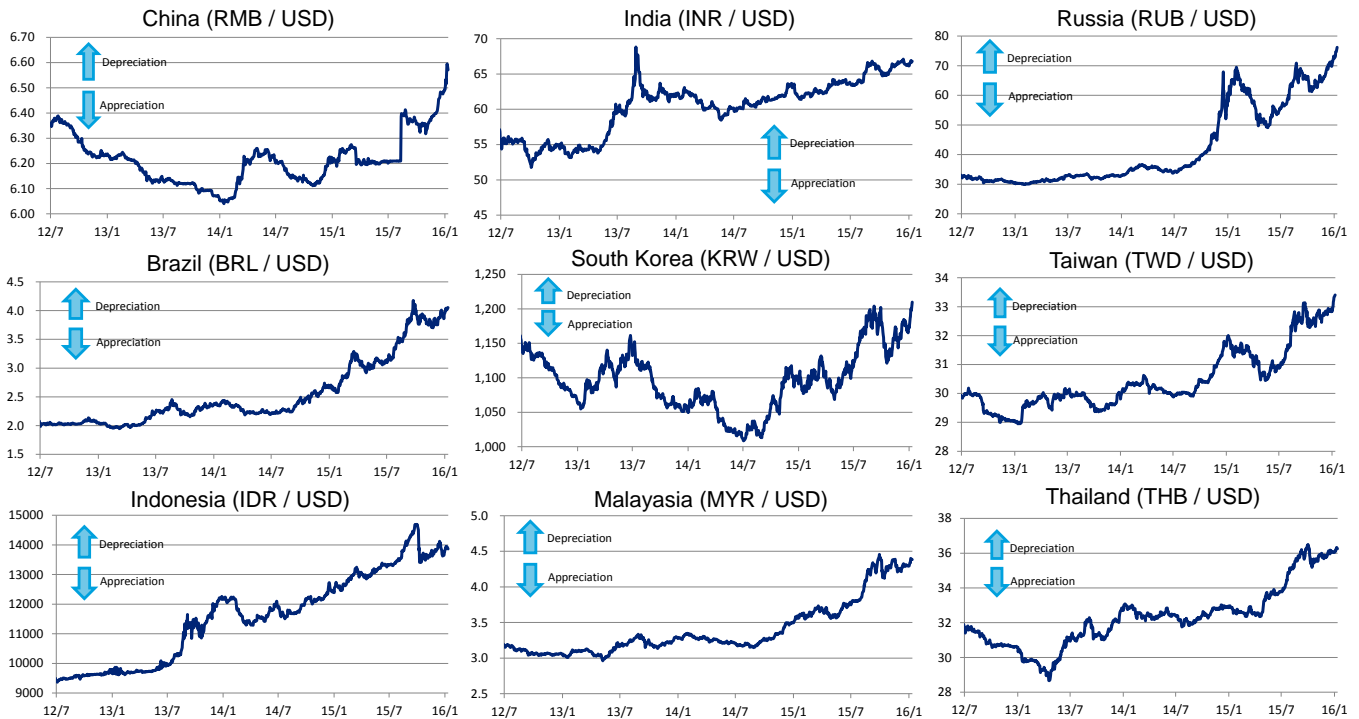 China (RMB / USD)
6.70
6.60
6.50
6.40
6.30
6.20
6.10
6.00
Depreciation
Appreciation
12/7 13/1 13/7 14/1 14/7 15/1 15/7 16/1
India (INR / USD)
70
65
60
55
50
45
Depreciation
Appreciation
12/7 13/1 13/7 14/1 14/7 15/1 15/7 16/1
Russia (RUB / USD)
80
70
60
50
40
30
20
Depreciation
Appreciation
12/7 13/1 13/7 14/1 14/7 15/1 15/7 16/1
Brazil (BRL / USD)
4.5
4.0
3.5
3.0
2.5
2.0
1.5
Depreciation
Appreciation
12/7 13/1 13/7 14/1 14/7 15/1 15/7 16/1
South Korea (KRW / USD)
1,250
1,200
1,150
1,100
1,050
1,000
Depreciation
Appreciation
12/7 13/1 13/7 14/1 14/7 15/1 15/7 16/1
Taiwan (TWD / USD)
34
33
32
31
30
29
28
Depreciation
Appreciation
12/7 13/1 13/7 14/1 14/7 15/1 15/7 16/1
Indonesia (IDR / USD)
15000
14000
13000
12000
11000
10000
9000
Depreciation
Appreciation
12/7 13/1 13/7 14/1 14/7 15/1 15/7 16/1
Malayasia (MYR / USD)
5.0
4.5
4.0
3.5
3.0
2.5
Depreciation
Appreciation
12/7 13/1 13/7 14/1 14/7 15/1 15/7 16/1
Thailand (THB / USD)
38
36
34
32
30
28
Depreciation
Appreciation
12/7 13/1 13/7 14/1 14/7 15/1 15/7 16/1